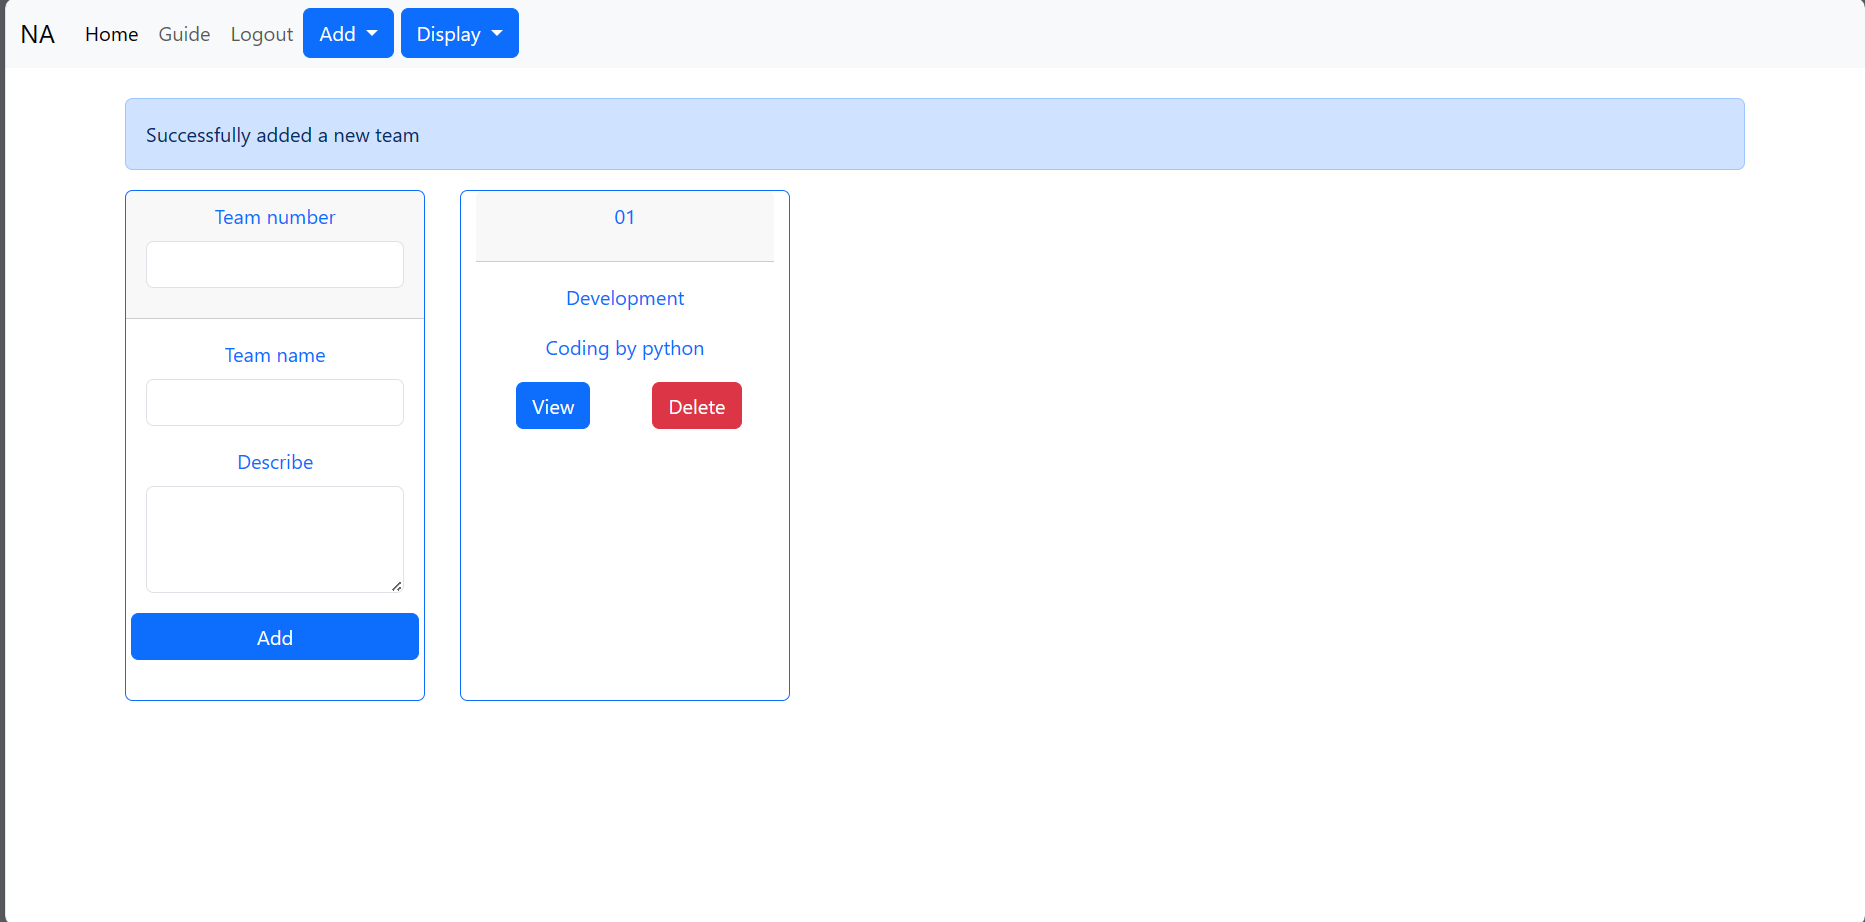 NA Home Guide Logout Add Display
Successfully added a new team
Team number
Team name
Describe
Add
01
Development
Coding by python
View Delete